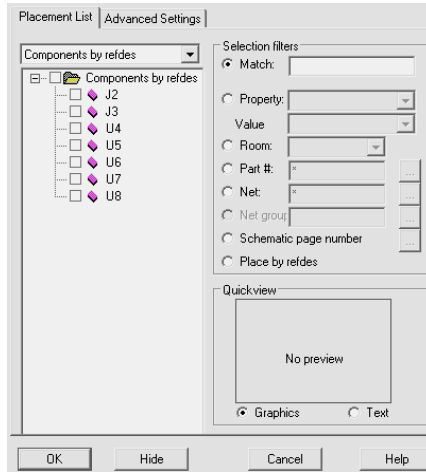 Placement List Advanced Settings
Components by refdes
Components by refdes
J2
J3
U4
U5
U6
U7
U8
Selection filters
Match:
Property:
Value
Room:
Part #: *
...
Net: *
...
Net group
...
Schematic page number
...
Place by refdes
Quickview
No preview
Graphics Text
OK Hide Cancel Help